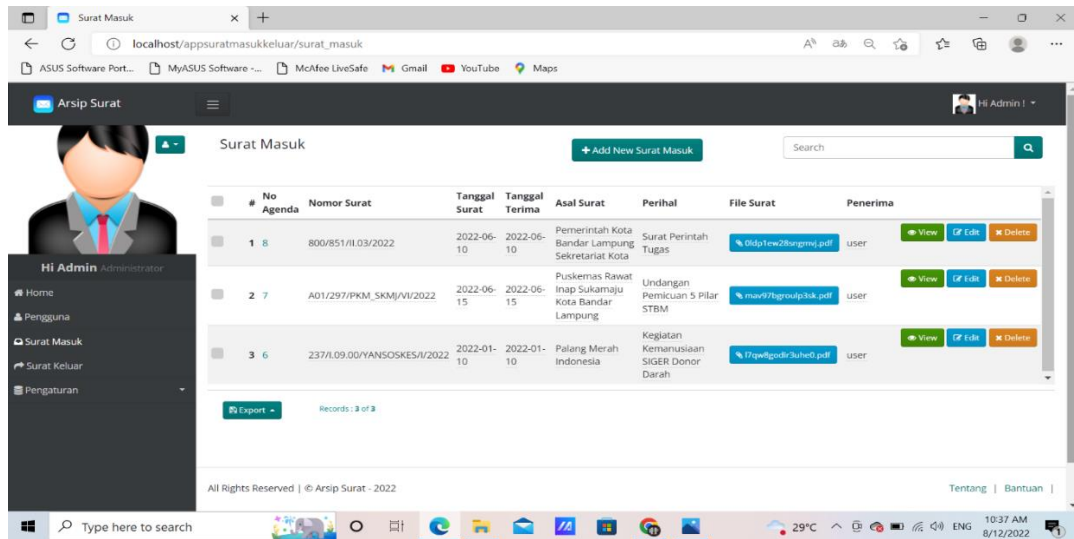 Surat Masuk
localhost/appsuratmasukkeluar/surat_masuk
ASUS Software Port... MyASUS Software -... McAfee LiveSafe Gmail YouTube Maps
Arsip Surat
Hi Admin !
Surat Masuk
Add New Surat Masuk
Search
# No Agenda Nomor Surat Tanggal Surat Tanggal Terima Asal Surat Perihal File Surat Penerima
1 8 800/851/II.03/2022 2022-06-10 2022-06-10 Pemerintah Kota Bandar Lampung Sekretariat Kota Surat Perintah Tugas 0ldp1ew28sngmvj.pdf user View Edit Delete
2 7 A01/297/PKM_SKMJ/VI/2022 2022-06-15 2022-06-15 Puskemas Rawat Inap Sukamaju Kota Bandar Lampung Undangan Pemicuan 5 Pilar STBM mav97bgroulp3sk.pdf user View Edit Delete
3 6 237/I.09.00/YANSOSKES/I/2022 2022-01-10 2022-01-10 Palang Merah Indonesia Kegiatan Kemanusiaan SIGER Donor Darah l7qw8godir3uhe0.pdf user View Edit Delete
Hi Admin Administrator
Home
Pengguna
Surat Masuk
Surat Keluar
Pengaturan
Export
Records : 3 of 3
All Rights Reserved | © Arsip Surat - 2022
Tentang | Bantuan |
Type here to search
29°C
ENG
10:37 AM
8/12/2022